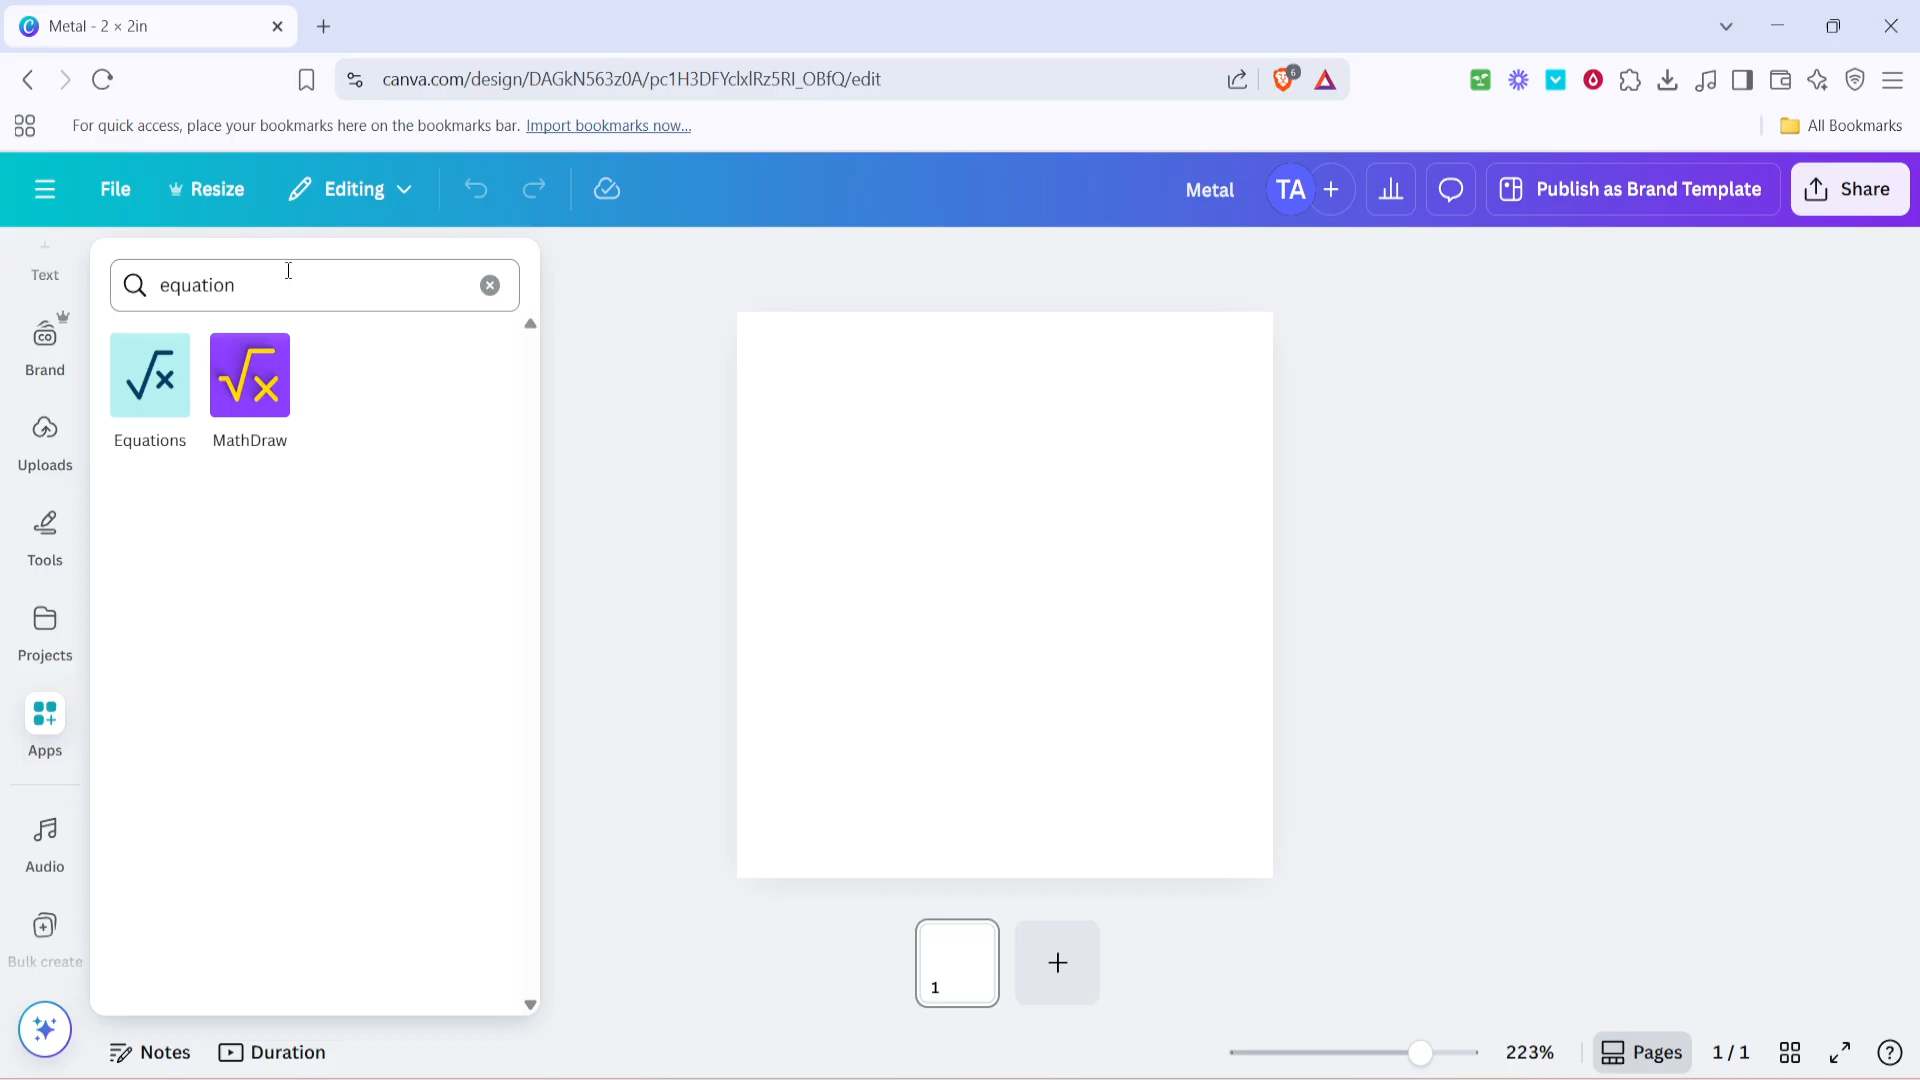 Metal - 2 × 2in
canva.com/design/DAGkN563z0A/pc1H3DFYclxlRz5RI_OBfQ/edit
6
For quick access, place your bookmarks here on the bookmarks bar. Import bookmarks now...
All Bookmarks
File
Resize
Editing
Metal
TA
Publish as Brand Template
Share
Text
CO
Brand
Uploads
Tools
Projects
Apps
Audio
Bulk create
equation
√x
√x
Equations
MathDraw
1
Notes
Duration
223%
Pages
1 / 1